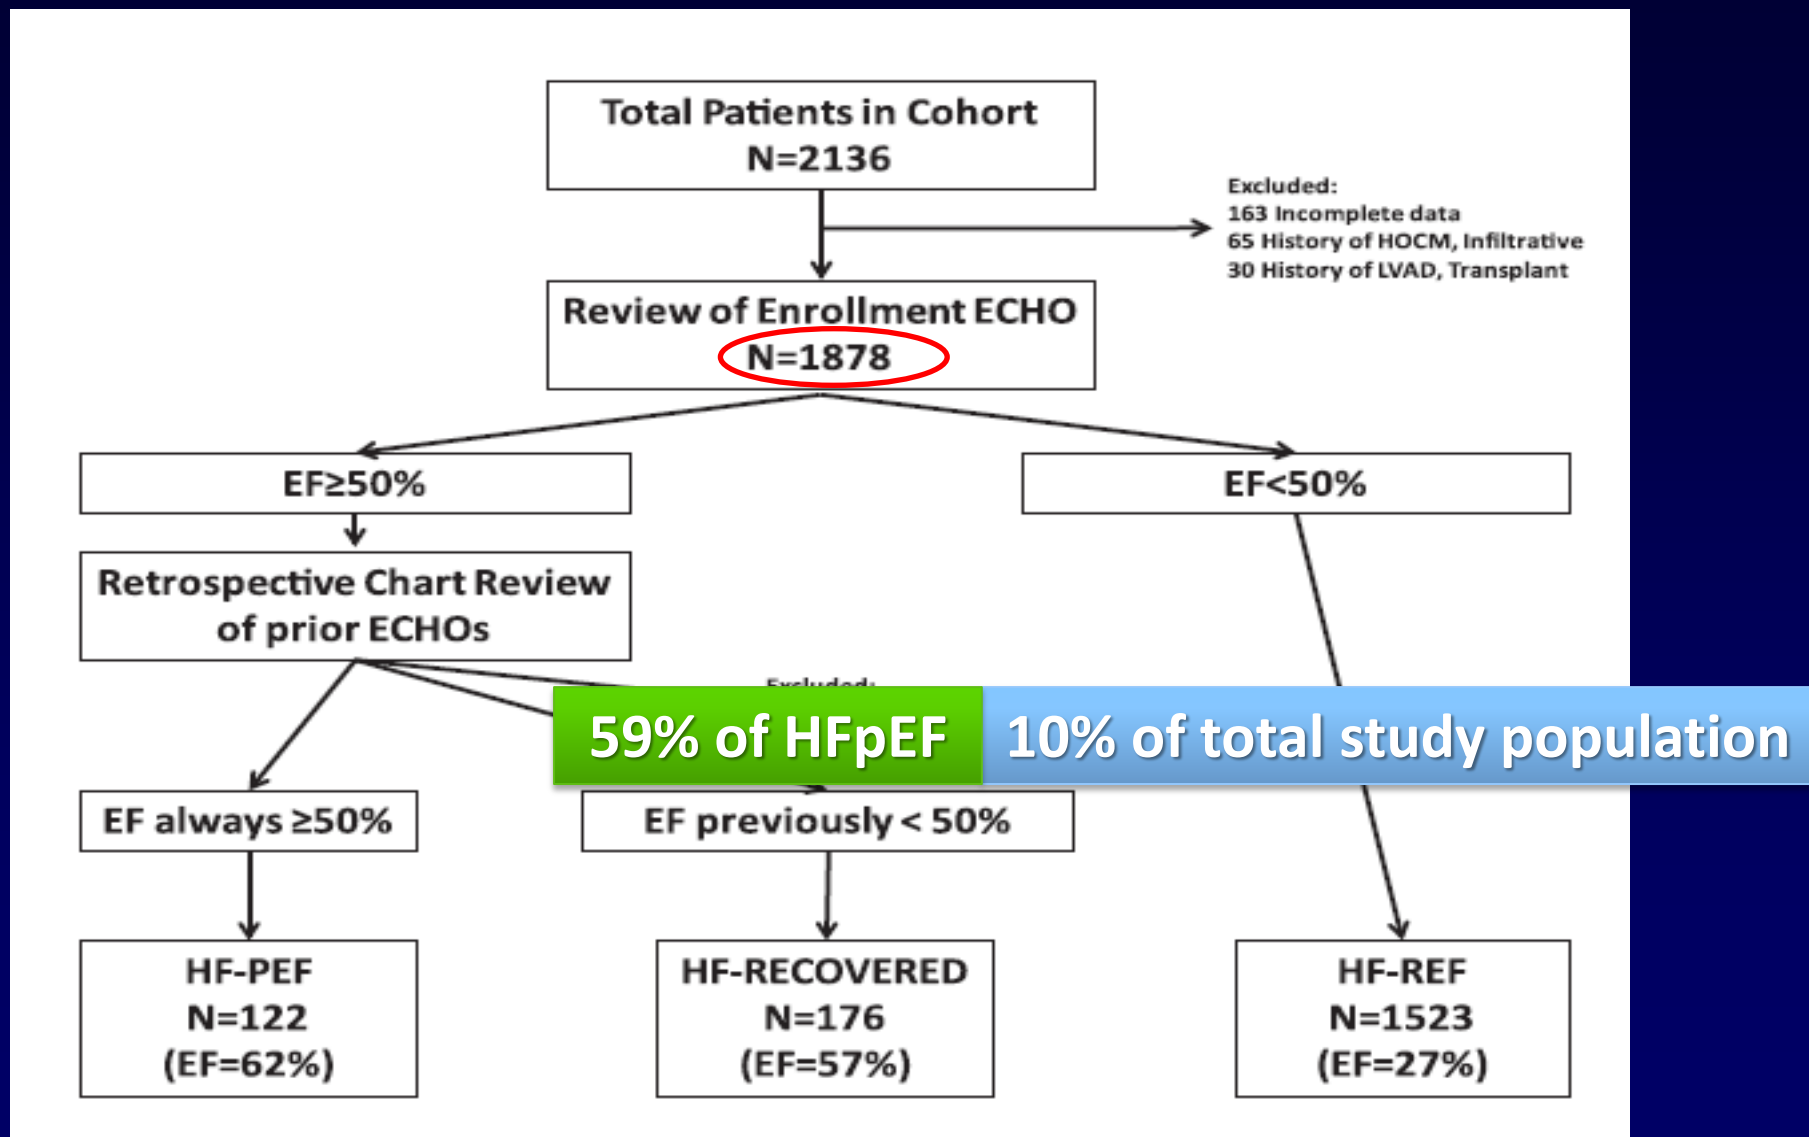 Total Patients in Cohort
N=2136
Excluded:
163 Incomplete data
65 History of HOCM, Infiltrative
30 History of LVAD, Transplant
Review of Enrollment ECHO
N=1878
EF≥50%
EF<50%
Retrospective Chart Review
of prior ECHOs
Excluded:
59% of HFpEF
10% of total study population
EF always ≥50%
EF previously < 50%
HF-PEF
N=122
(EF=62%)
HF-RECOVERED
N=176
(EF=57%)
HF-REF
N=1523
(EF=27%)